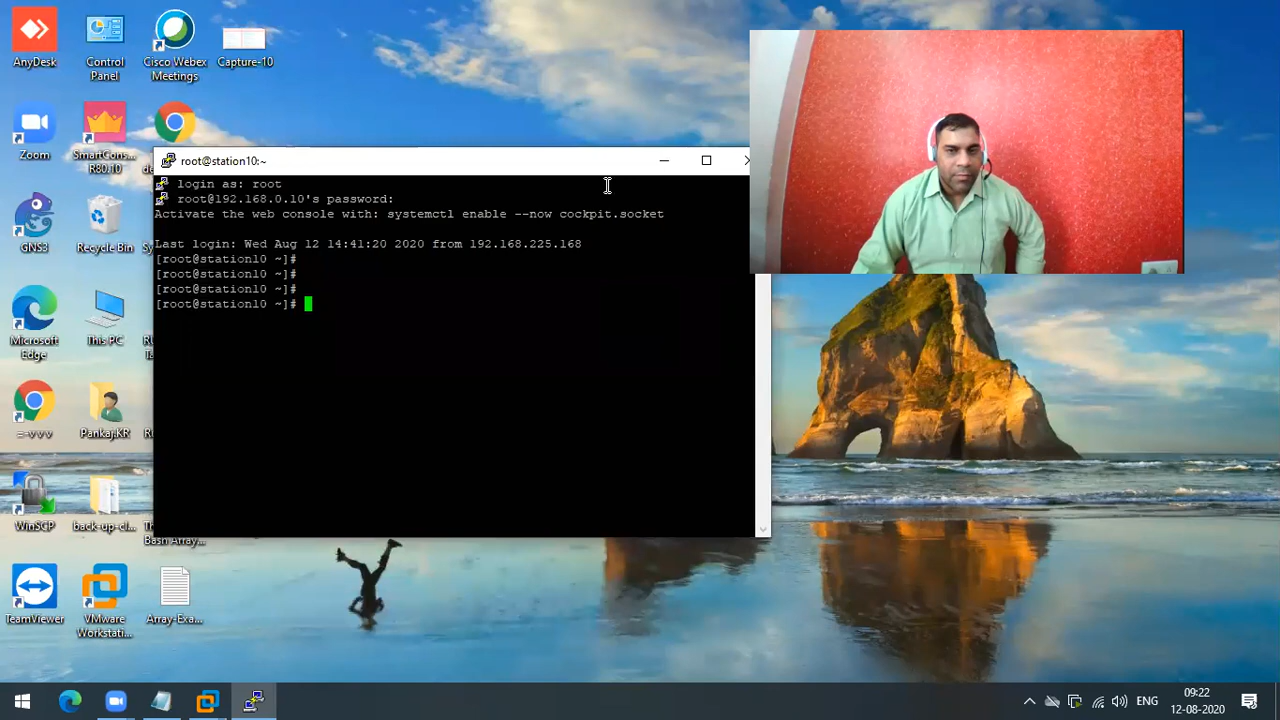 AnyDesk
Control
Panel
Cisco Webex
Meetings
Capture-10
Zoom
SmartCons...
R80.10
GNS3
Recycle Bin
Microsoft
Edge
This PC
=-v v v
Pankaj.KR
WinSCP
back-up-cl...
Bash Array...
TeamViewer
VMware
Workstati...
Array-Exa...
root@station10:~
login as: root
root@192.168.0.10's password:
Activate the web console with: systemctl enable --now cockpit.socket
Last login: Wed Aug 12 14:41:20 2020 from 192.168.225.168
[root@station10 ~]#
[root@station10 ~]#
[root@station10 ~]#
[root@station10 ~]#
ENG
09:22
12-08-2020